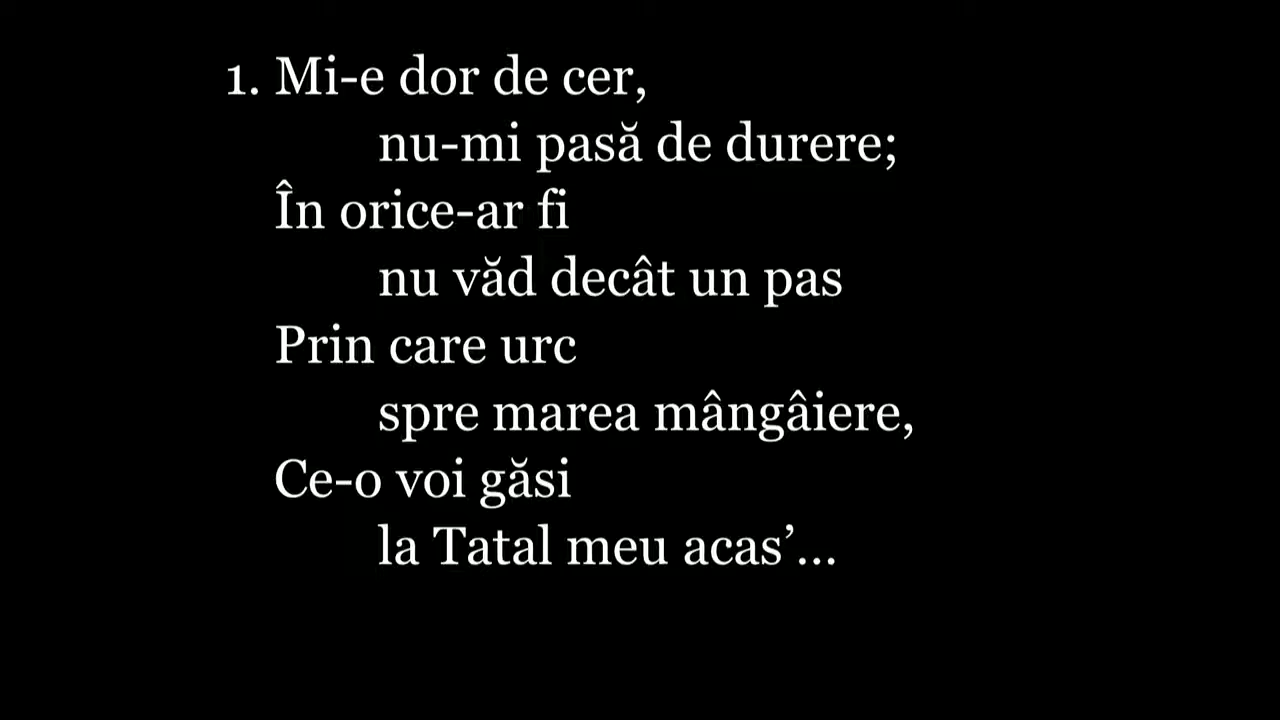 1. Mi-e dor de cer,
nu-mi pasă de durere;
În orice-ar fi
nu văd decât un pas
Prin care urc
spre marea mângâiere,
Ce-o voi găsi
la Tatal meu acas’...